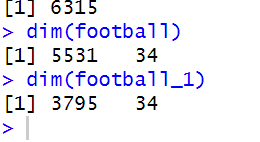 [1] 6315
> dim(football)
[1] 5531   34
> dim(football_1)
[1] 3795   34
>